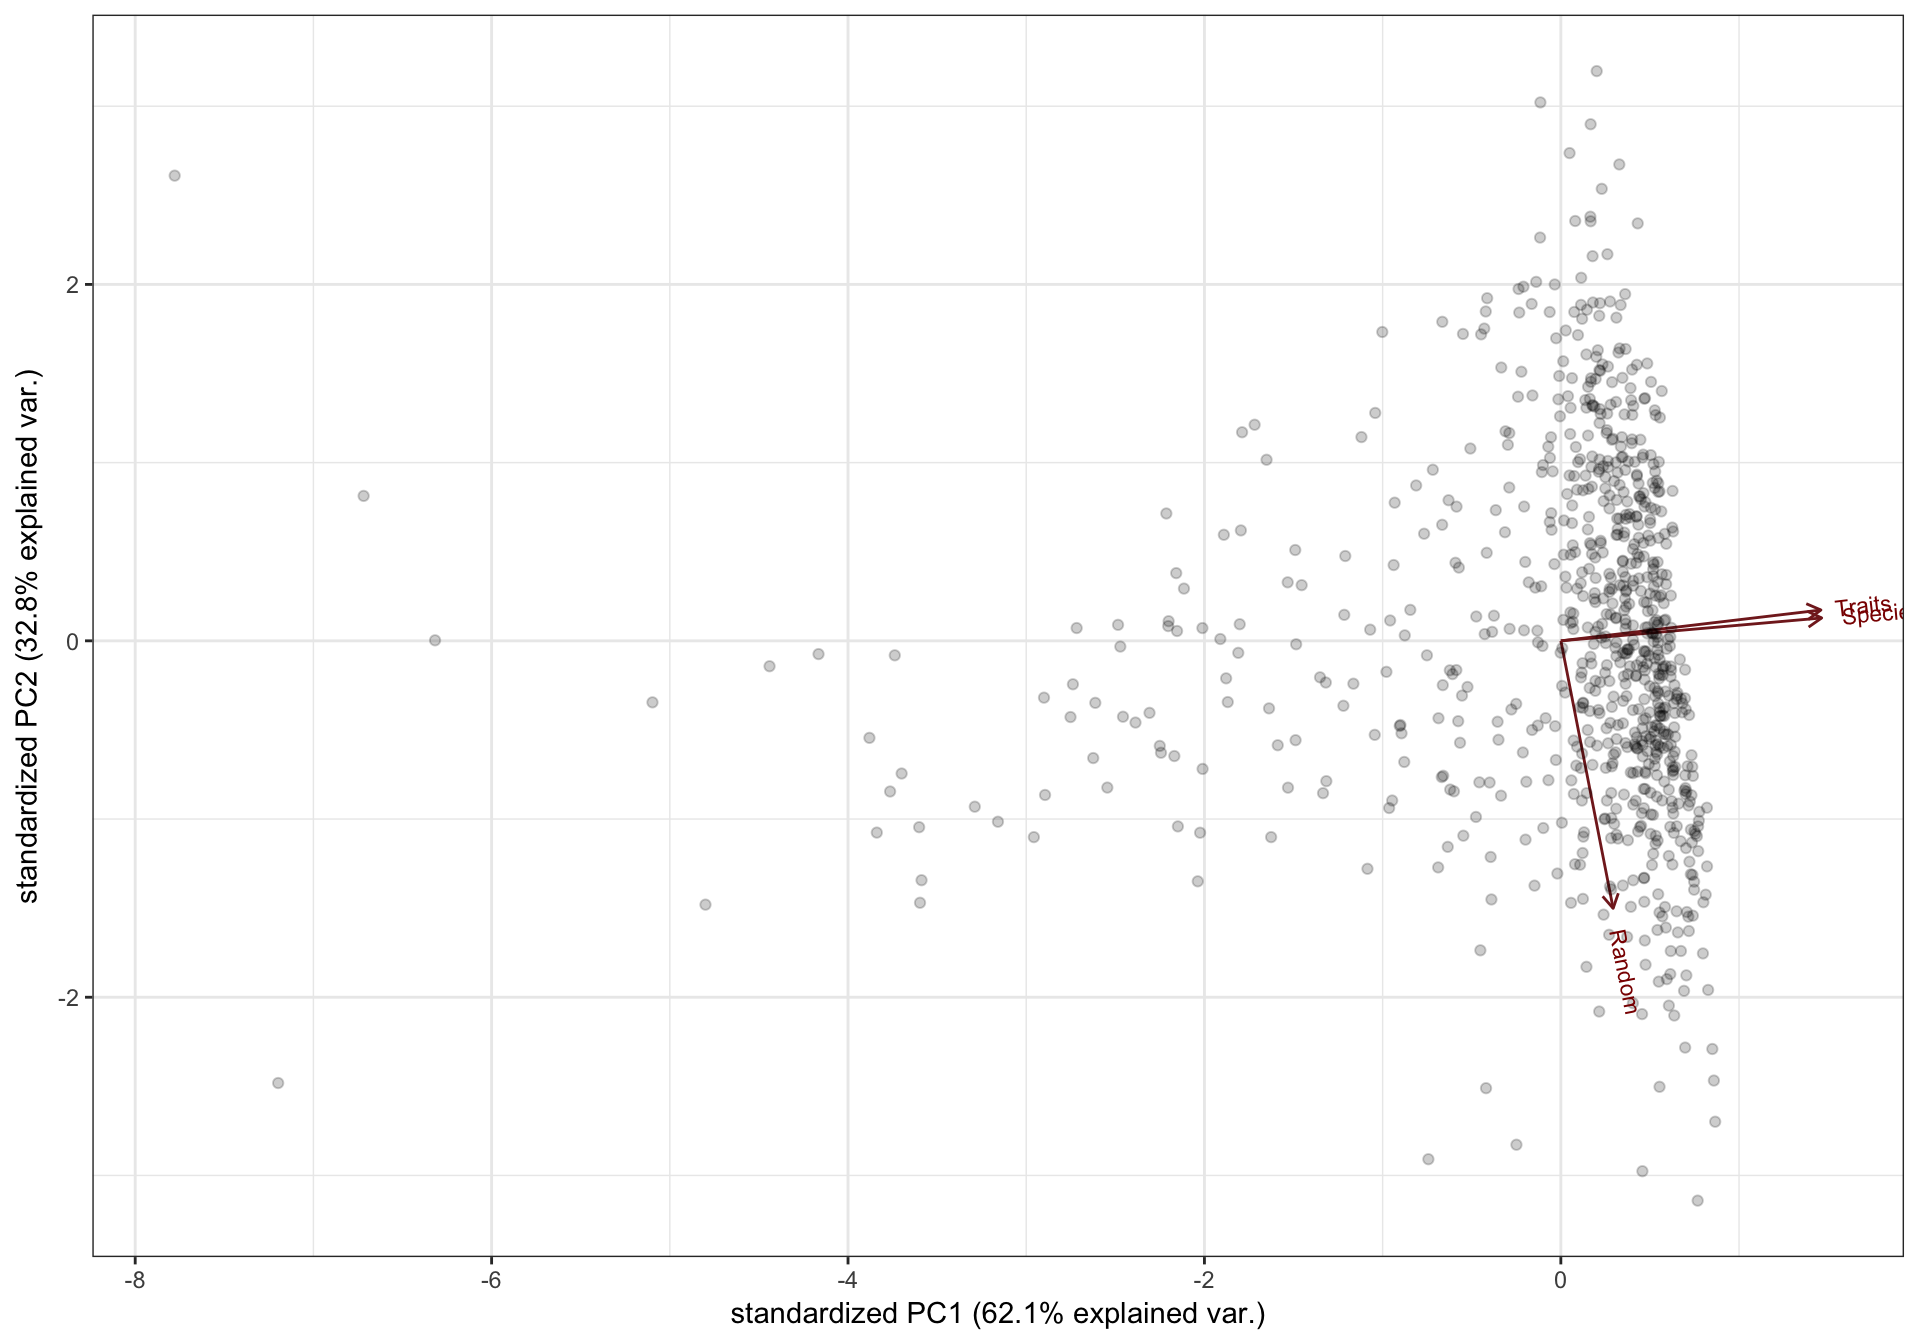 standardized PC2 (32.8% explained var.)
2
0
-2
Traits
Specie
Random
-8
-6
-4
-2
0
standardized PC1 (62.1% explained var.)